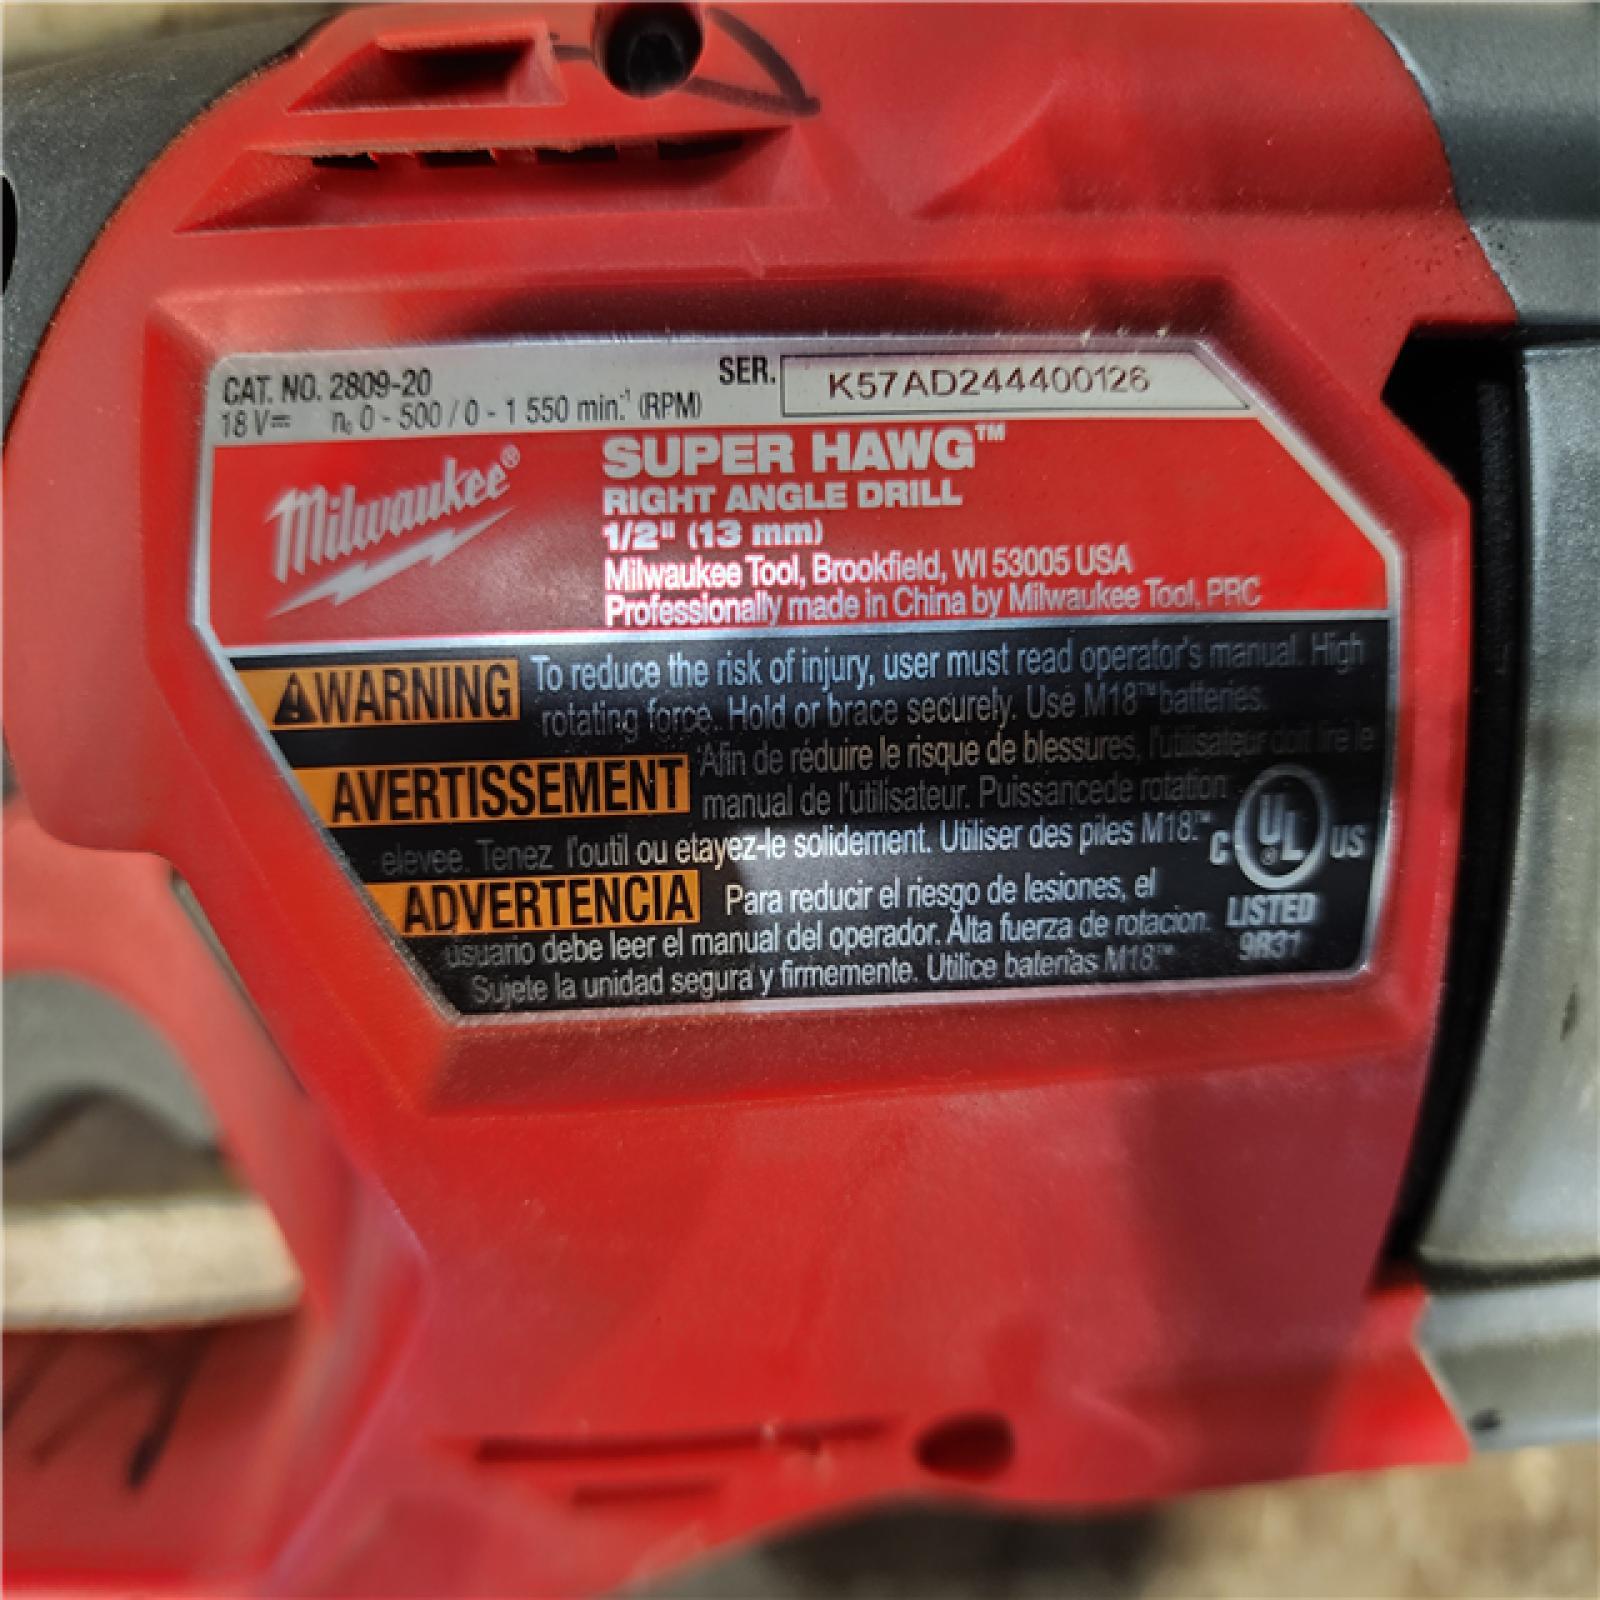 CAT. NO. 2809-20
SER. K57AD244400126
18 V⎓ n₀ 0 - 500 / 0 - 1 550 min.⁻¹ (RPM)
Milwaukee®
SUPER HAWG™
RIGHT ANGLE DRILL
1/2" (13 mm)
Milwaukee Tool, Brookfield, WI 53005 USA
Professionally made in China by Milwaukee Tool, PRC
WARNING To reduce the risk of injury, user must read operator's manual. High
rotating force. Hold or brace securely. Use M18™ batteries.
AVERTISSEMENT Afin de réduire le risque de blessures, l'utilisateur doit lire le
manual de l'utilisateur. Puissancede rotation
elevee. Tenez l'outil ou etayez-le solidement. Utiliser des piles M18.™
ADVERTENCIA Para reducir el riesgo de lesiones, el
usuario debe leer el manual del operador. Alta fuerza de rotacion.
Sujete la unidad segura y firmemente. Utilice baterías M18.™
C UL® US
LISTED
9R31